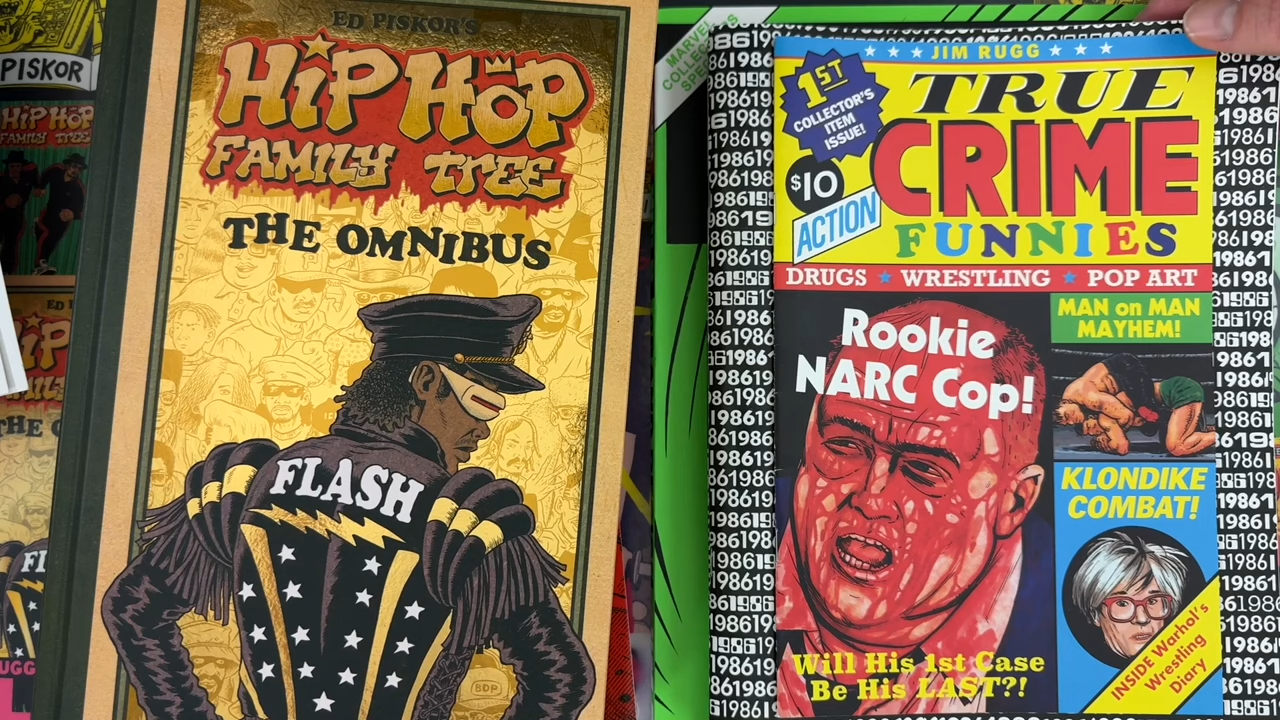 PISKOR
HIP HOP
FAMILY TREE
ED PISKOR'S
HIP HOP
FAMILY TREE
THE OMNIBUS
FLASH
BDP
MARVEL
JIM RUGG
1ST
COLLECTOR'S
ITEM
ISSUE!
$10
ACTION
TRUE
CRIME
FUNNIES
DRUGS ★ WRESTLING ★ POP ART
Rookie
NARC Cop!
Will His 1st Case
Be His LAST?!
MAN on MAN
MAYHEM!
KLONDIKE
COMBAT!
INSIDE Warhol's
Wrestling
Diary
1986